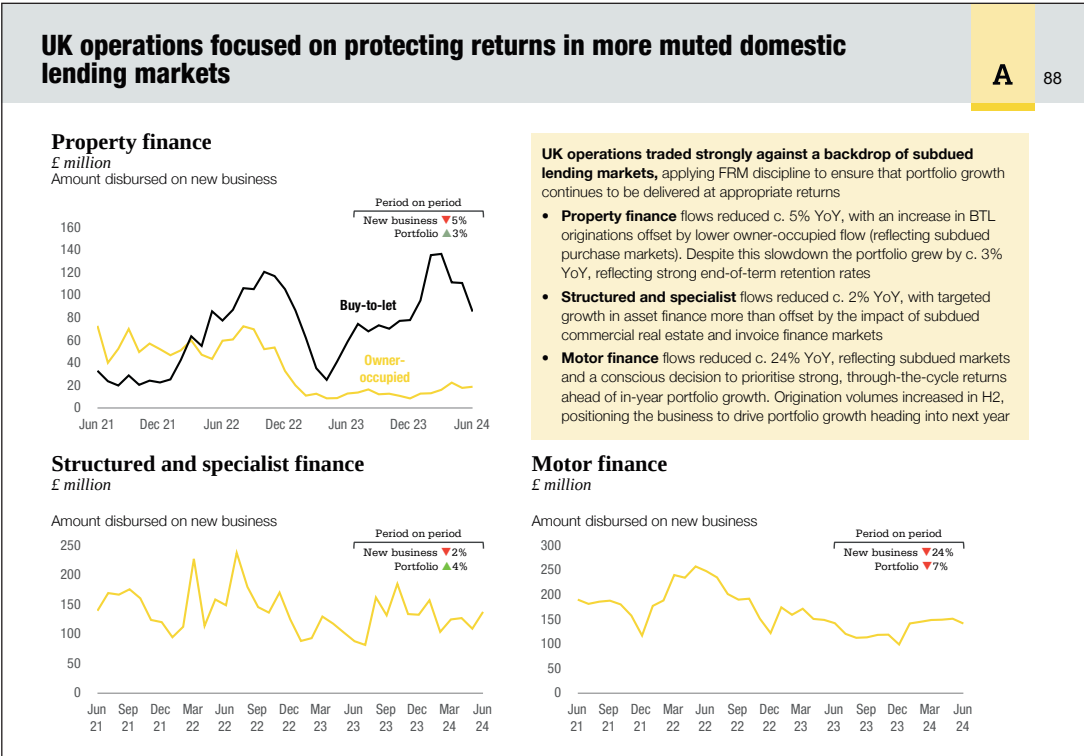 UK operations focused on protecting returns in more muted domestic
lending markets
A
88
Property finance
£ million
Amount disbursed on new business
Period on period
New business ▼5%
Portfolio ▲3%
160
140
120
100
80
60
40
20
0
Buy-to-let
Owner-
occupied
Jun 21 Dec 21 Jun 22 Dec 22 Jun 23 Dec 23 Jun 24
UK operations traded strongly against a backdrop of subdued
lending markets, applying FRM discipline to ensure that portfolio growth
continues to be delivered at appropriate returns
• Property finance flows reduced c. 5% YoY, with an increase in BTL
originations offset by lower owner-occupied flow (reflecting subdued
purchase markets). Despite this slowdown the portfolio grew by c. 3%
YoY, reflecting strong end-of-term retention rates
• Structured and specialist flows reduced c. 2% YoY, with targeted
growth in asset finance more than offset by the impact of subdued
commercial real estate and invoice finance markets
• Motor finance flows reduced c. 24% YoY, reflecting subdued markets
and a conscious decision to prioritise strong, through-the-cycle returns
ahead of in-year portfolio growth. Origination volumes increased in H2,
positioning the business to drive portfolio growth heading into next year
Structured and specialist finance
£ million
Amount disbursed on new business
Period on period
New business ▼2%
Portfolio ▲4%
250
200
150
100
50
0
Jun Sep Dec Mar Jun Sep Dec Mar Jun Sep Dec Mar Jun
21 21 21 22 22 22 22 23 23 23 23 24 24
Motor finance
£ million
Amount disbursed on new business
Period on period
New business ▼24%
Portfolio ▼7%
300
250
200
150
100
50
0
Jun Sep Dec Mar Jun Sep Dec Mar Jun Sep Dec Mar Jun
21 21 21 22 22 22 22 23 23 23 23 24 24